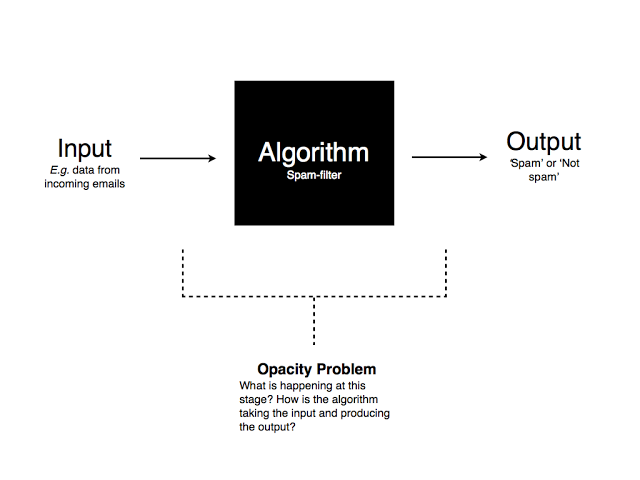 Input
E.g. data from
incoming emails
Algorithm
Spam-filter
Output
‘Spam’ or ‘Not
spam’
Opacity Problem
What is happening at this
stage? How is the algorithm
taking the input and producing
the output?